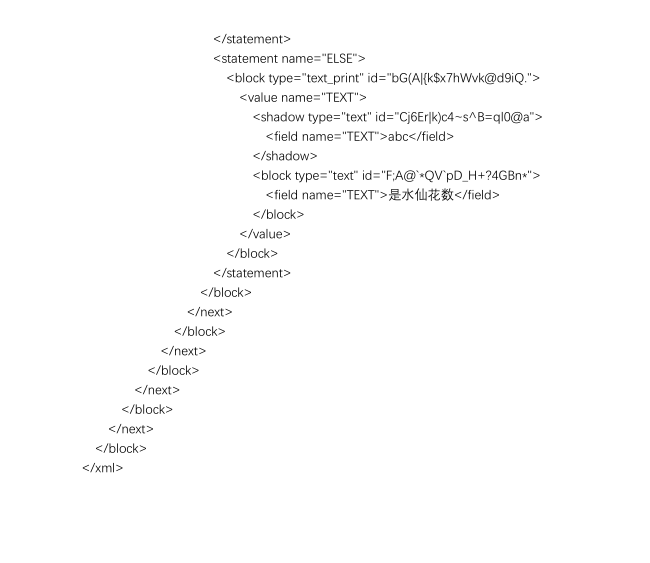 </statement>
<statement name="ELSE">
<block type="text_print" id="bG(A|{k$x7hWvk@d9iQ.">
<value name="TEXT">
<shadow type="text" id="Cj6Er|k)c4~s^B=qI0@a">
<field name="TEXT">abc</field>
</shadow>
<block type="text" id="F;A@`*QV`pD_H+?4GBn*">
<field name="TEXT">是水仙花数</field>
</block>
</value>
</block>
</statement>
</block>
</next>
</block>
</next>
</block>
</next>
</block>
</next>
</block>
</xml>